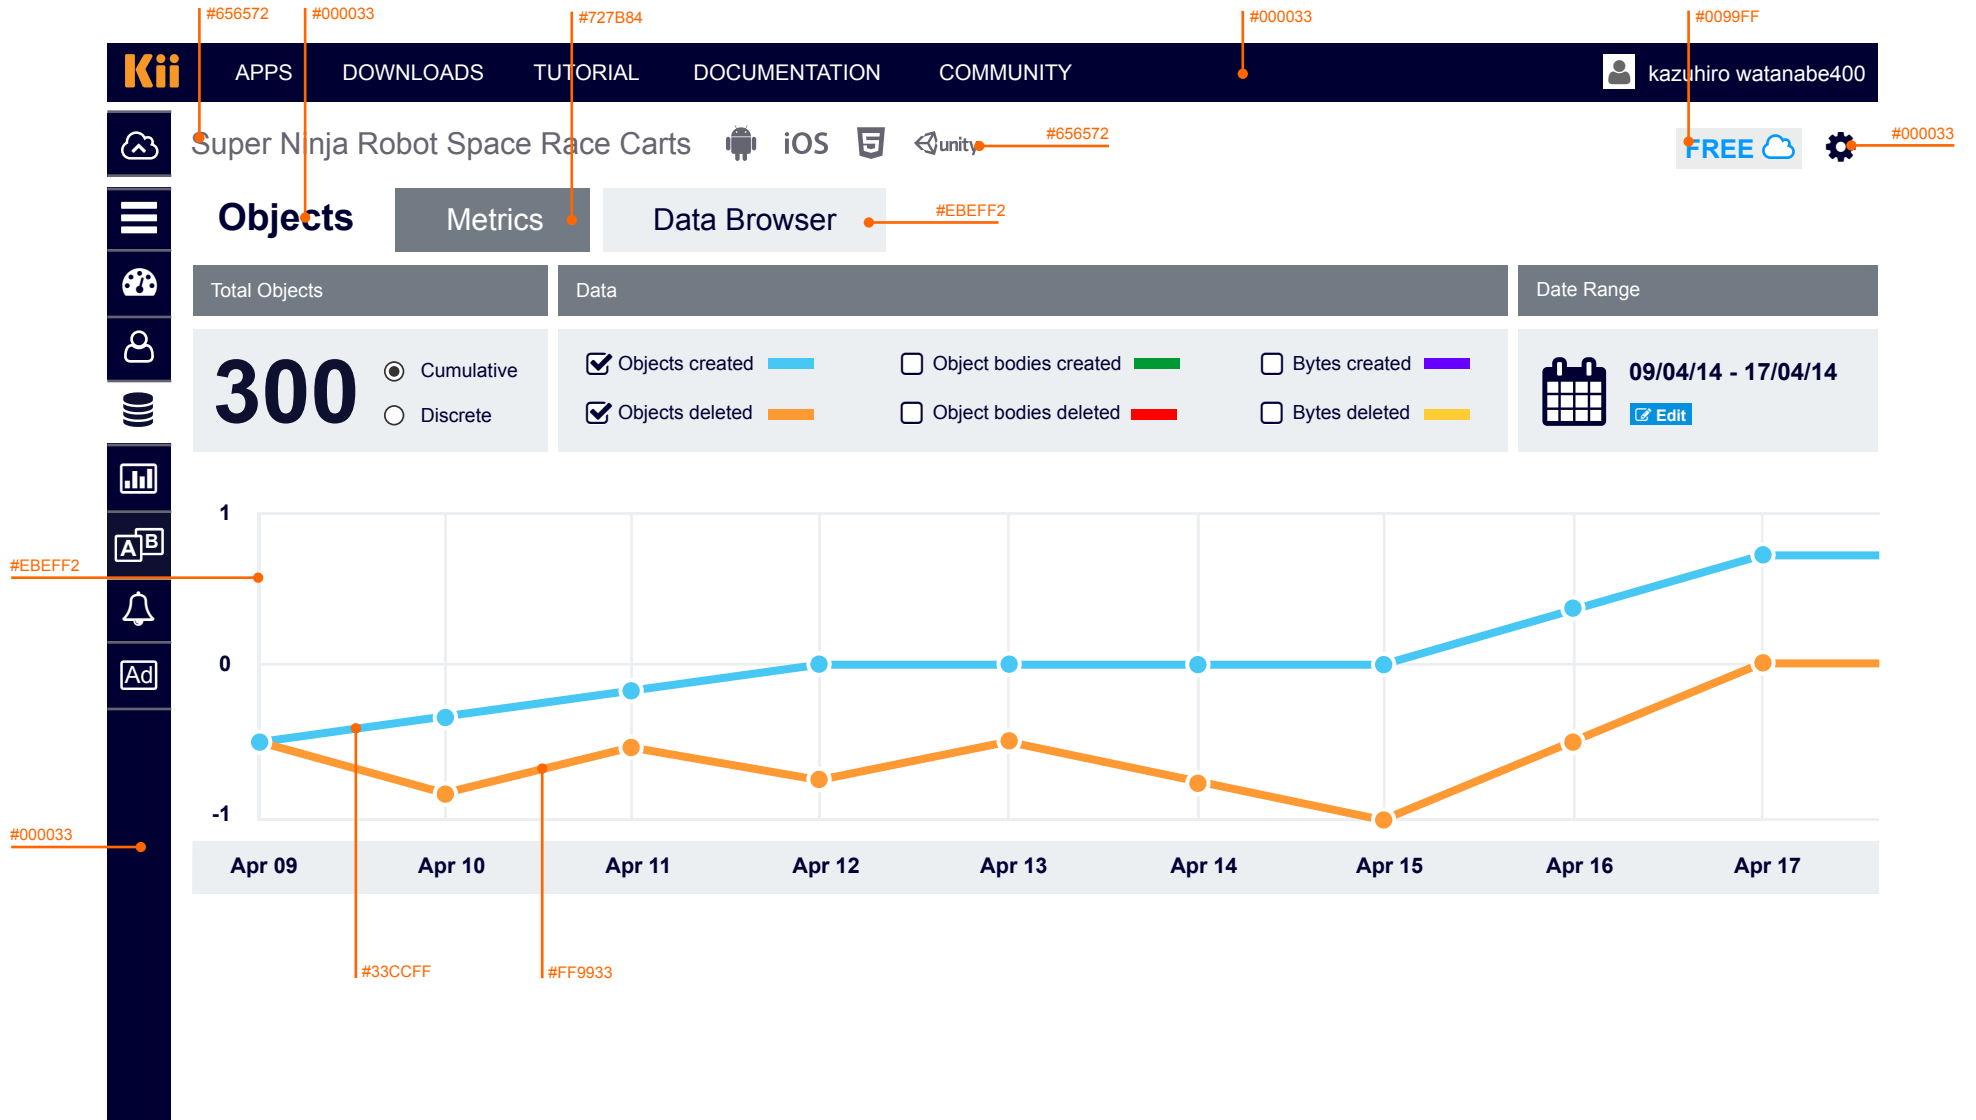 #656572
#000033
#727B84
#000033
#0099FF
Kii
APPS
DOWNLOADS
TUTORIAL
DOCUMENTATION
COMMUNITY
kazuhiro watanabe400
Super Ninja Robot Space Race Carts
iOS
5
unity
#656572
FREE
#000033
Objects
Metrics
Data Browser
#EBEFF2
Total Objects
Data
Date Range
300
Cumulative
Discrete
Objects created
Object bodies created
Bytes created
Objects deleted
Object bodies deleted
Bytes deleted
09/04/14 - 17/04/14
Edit
1
A B
#EBEFF2
0
Ad
-1
#000033
Apr 09
Apr 10
Apr 11
Apr 12
Apr 13
Apr 14
Apr 15
Apr 16
Apr 17
#33CCFF
#FF9933